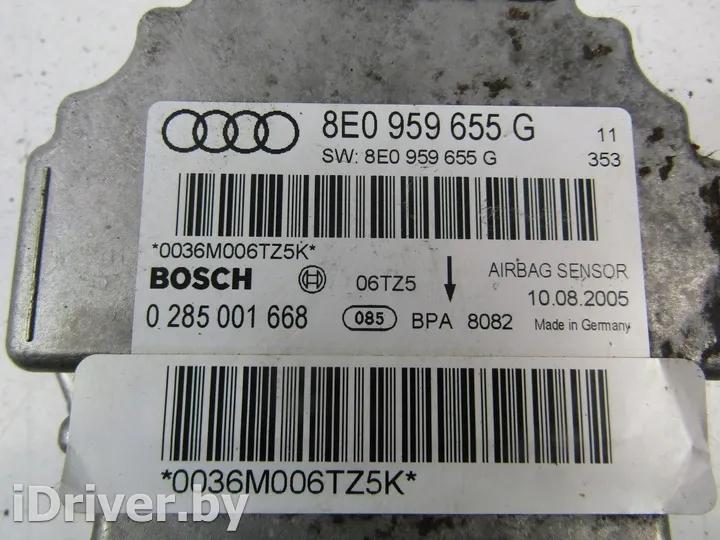 8E0 959 655 G 11
SW: 8E0 959 655 G 353
*0036M006TZ5K*
BOSCH 06TZ5 AIRBAG SENSOR
10.08.2005
0 285 001 668 085 BPA 8082 Made in Germany
*0036M006TZ5K*
iDriver.by